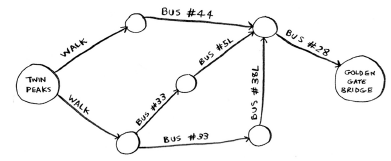 BUS #44
WALK
BUS #5L
BUS #28
TWIN
PEAKS
GOLDEN
GATE
BRIDGE
BUS #33
BUS #38L
WALK
BUS #33